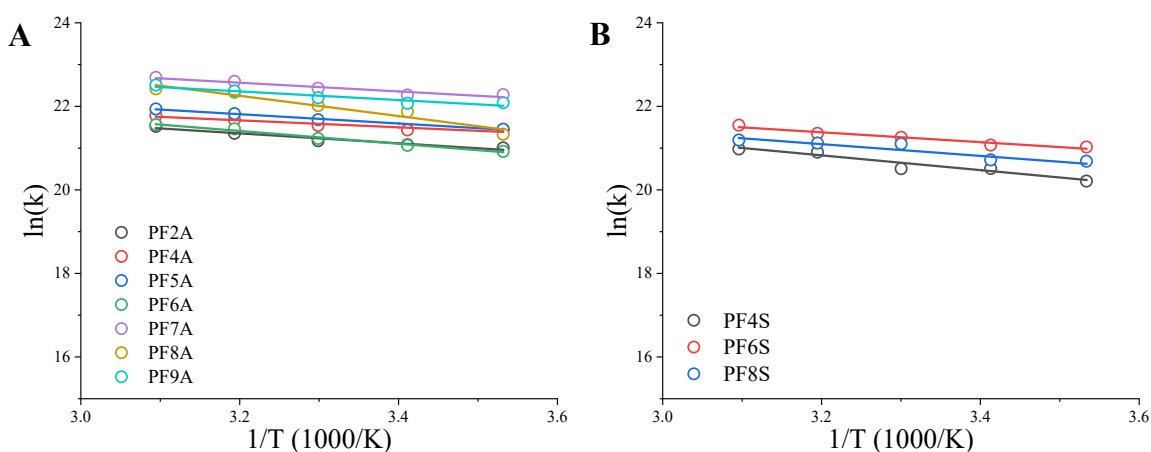 A
24
22
20
18
16
ln(k)
PF2A
PF4A
PF5A
PF6A
PF7A
PF8A
PF9A
3.0 3.2 3.4 3.6
1/T (1000/K)
B
24
22
20
18
16
ln(k)
PF4S
PF6S
PF8S
3.0 3.2 3.4 3.6
1/T (1000/K)